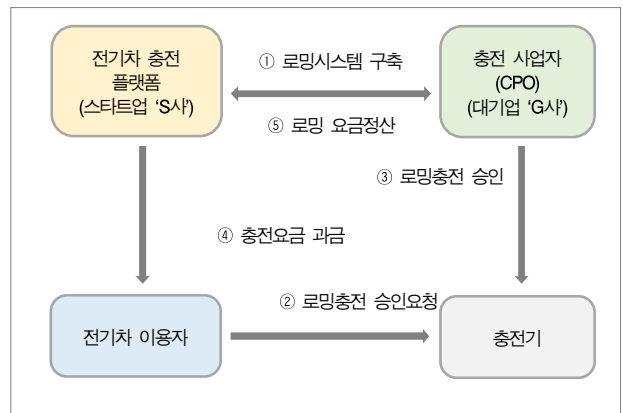 전기차 충전
플랫폼
(스타트업 ‘S사’)
① 로밍시스템 구축
충전 사업자
(CPO)
(대기업 ‘G사’)
⑤ 로밍 요금정산
③ 로밍충전 승인
④ 충전요금 과금
② 로밍충전 승인요청
전기차 이용자
충전기